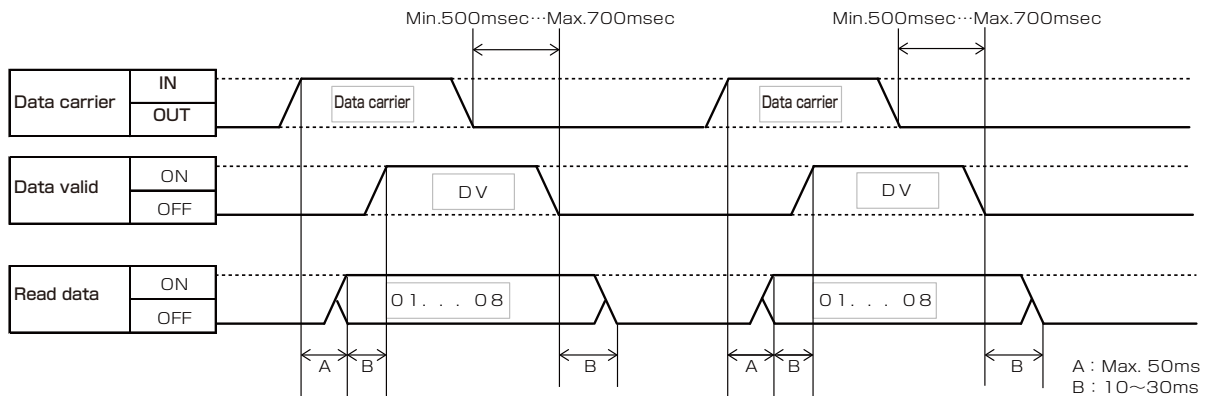 Min.500msec…Max.700msec Min.500msec…Max.700msec
Data carrier IN OUT Data carrier Data carrier
Data valid ON OFF DV DV
Read data ON OFF 01. . . 08 01. . . 08
A B B A B B
A：Max. 50ms
B：10～30ms